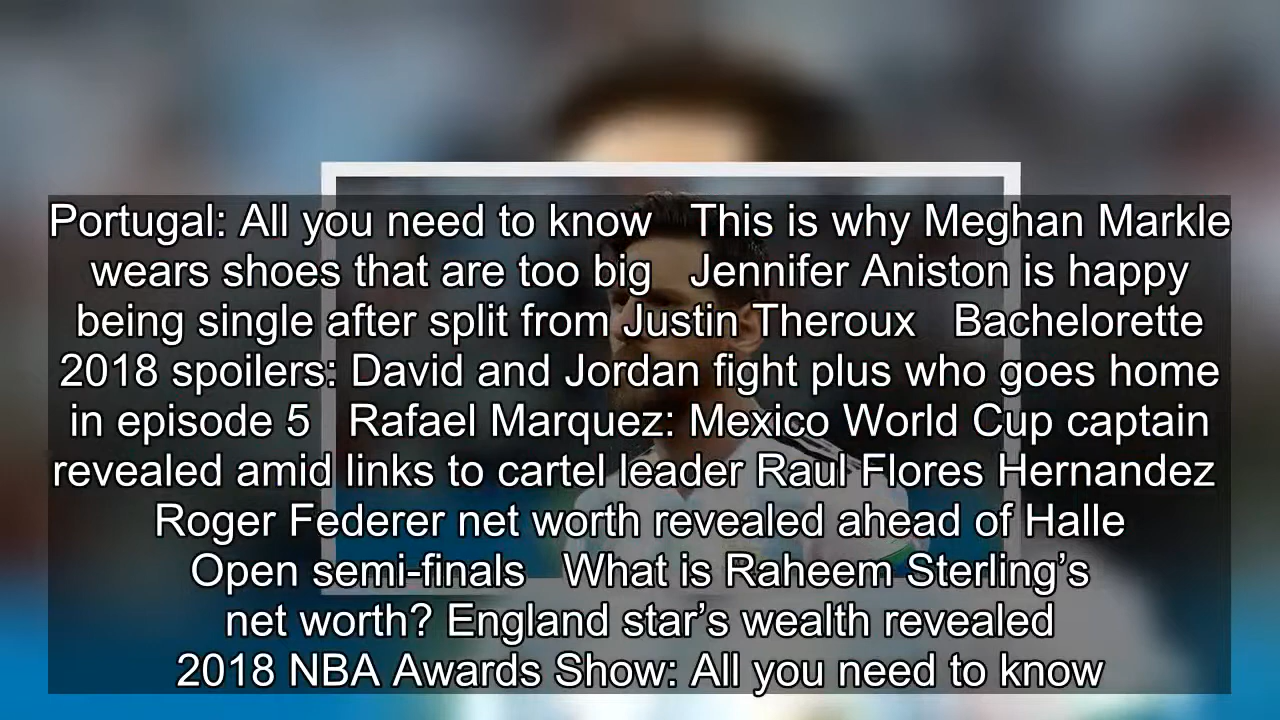 Portugal: All you need to know   This is why Meghan Markle
wears shoes that are too big   Jennifer Aniston is happy
being single after split from Justin Theroux   Bachelorette
2018 spoilers: David and Jordan fight plus who goes home
in episode 5   Rafael Marquez: Mexico World Cup captain
revealed amid links to cartel leader Raul Flores Hernandez
Roger Federer net worth revealed ahead of Halle
Open semi-finals   What is Raheem Sterling’s
net worth? England star’s wealth revealed
2018 NBA Awards Show: All you need to know